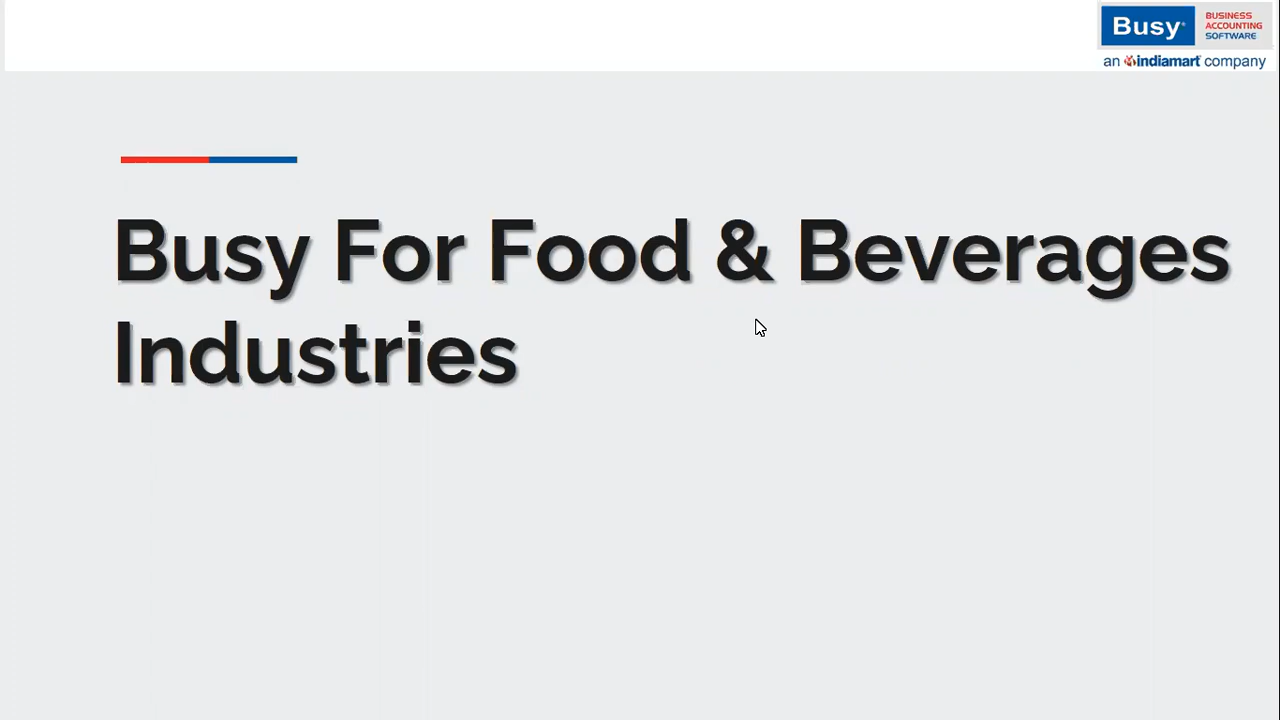 Busy
BUSINESS
ACCOUNTING
SOFTWARE
an indiamart company
Busy For Food & Beverages
Industries